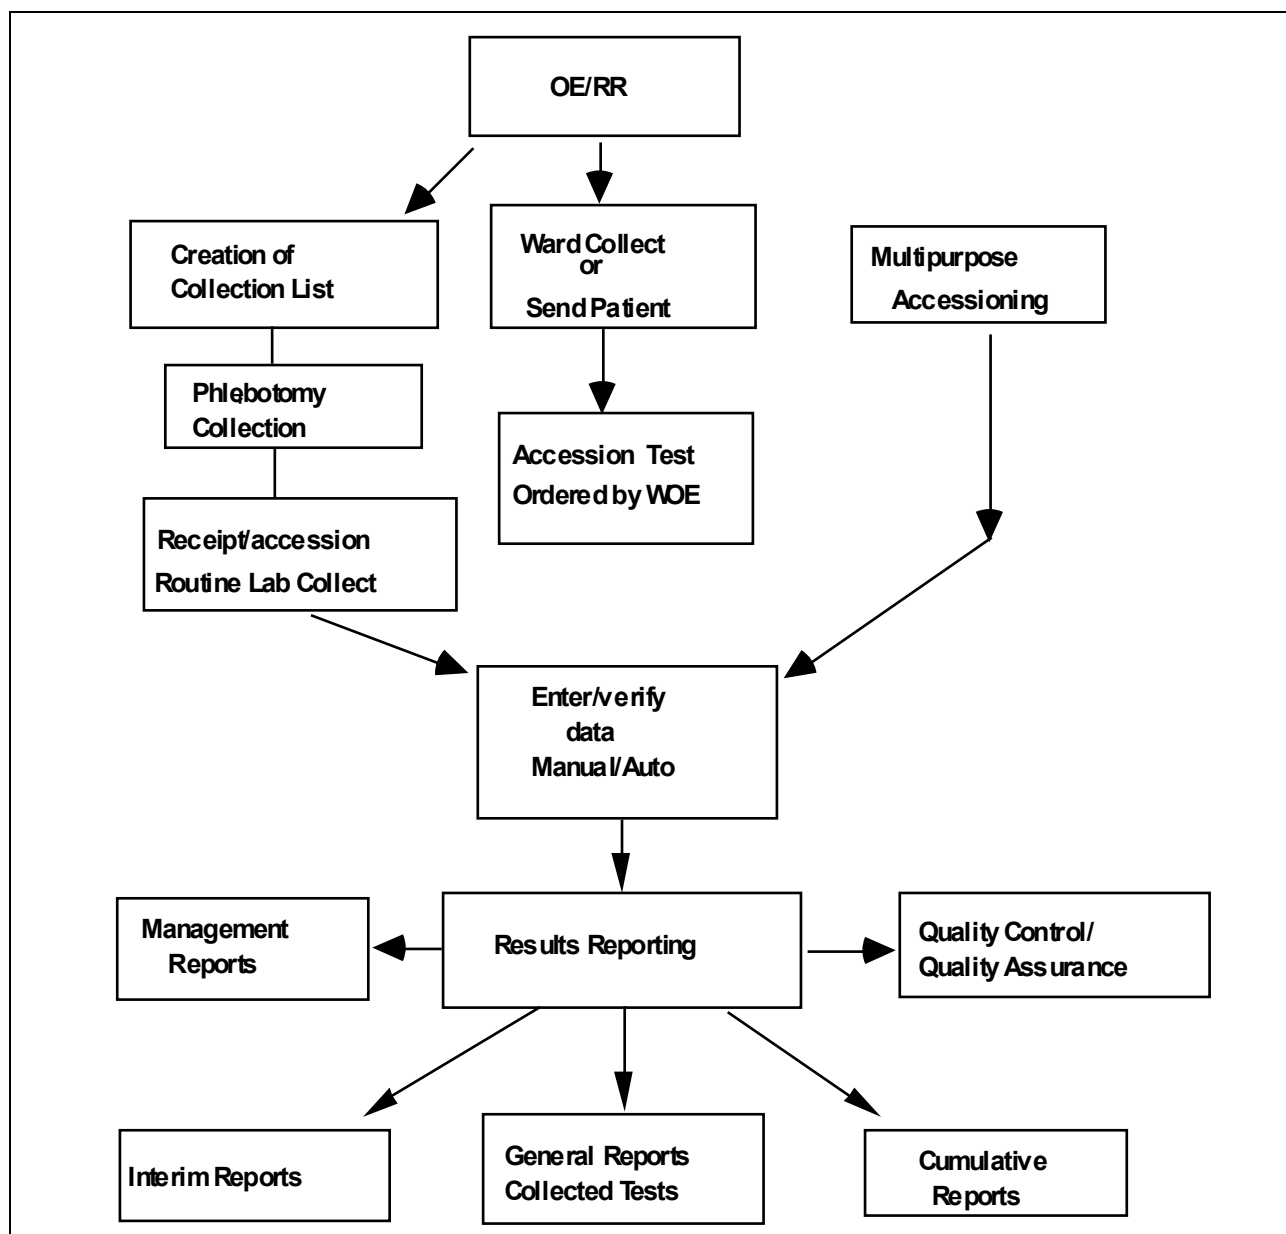 OE/RR
Creation of
Collection List
Ward Collect
or
Send Patient
Multipurpose
Accessioning
Phlebotomy
Collection
Accession Test
Ordered by WOE
Receipt/accession
Routine Lab Collect
Enter/verify
data
Manual/Auto
Management
Reports
Results Reporting
Quality Control/
Quality Assurance
Interim Reports
General Reports
Collected Tests
Cumulative
Reports